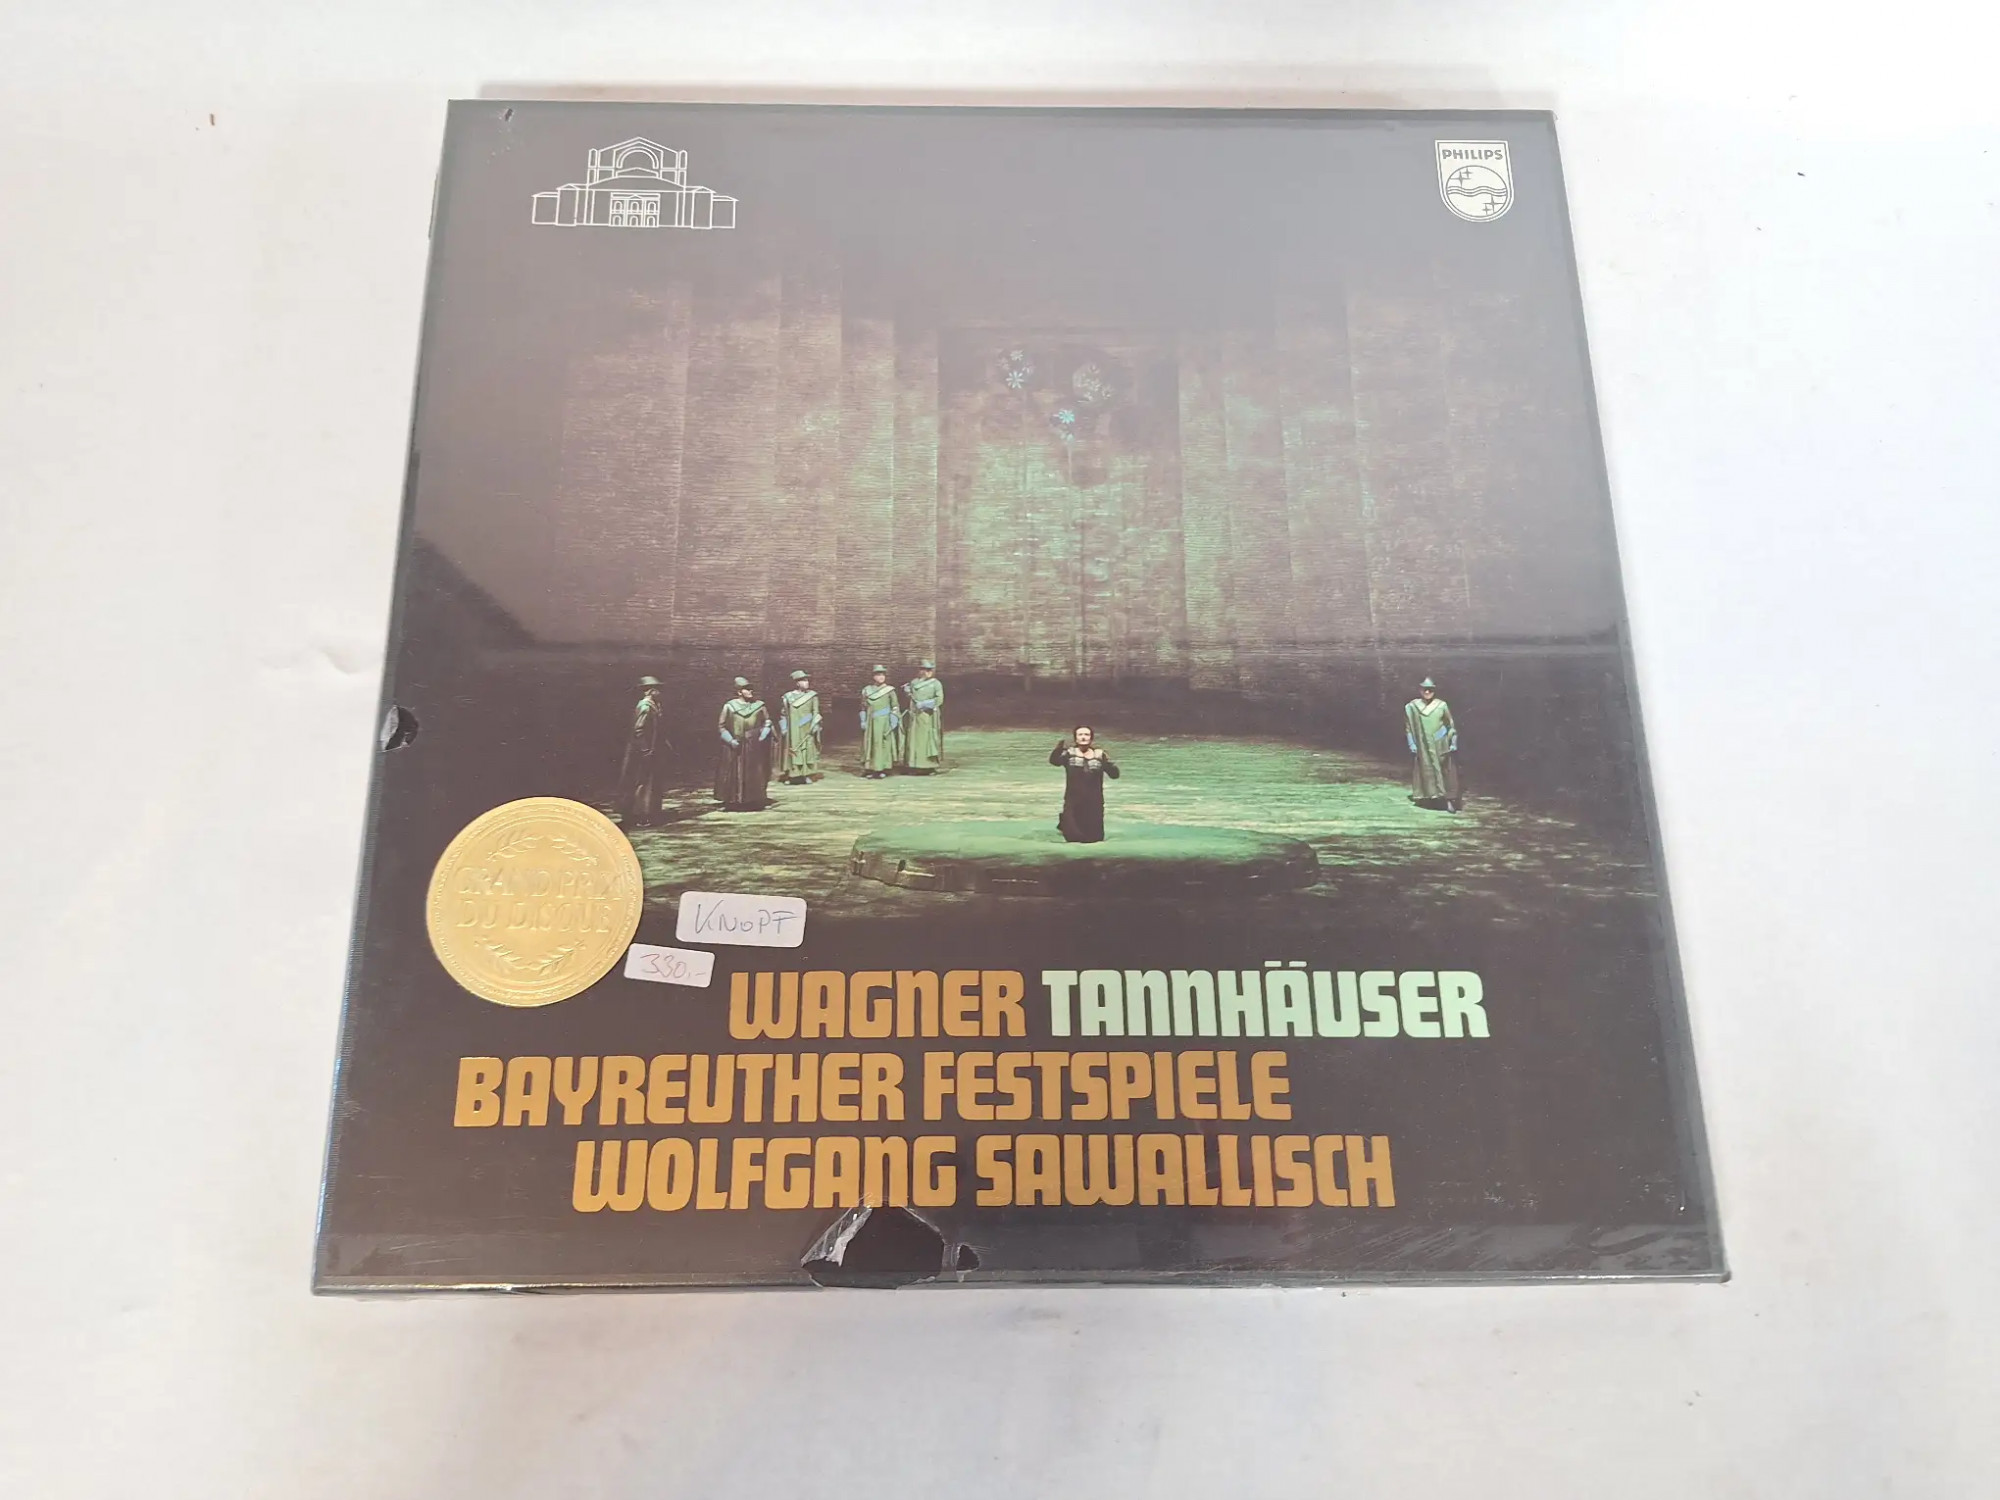 PHILIPS
GRAND PRIX
DU DISQUE
KNOPF
330.-
WAGNER TANNHÄUSER
BAYREUTHER FESTSPIELE
WOLFGANG SAWALLISCH